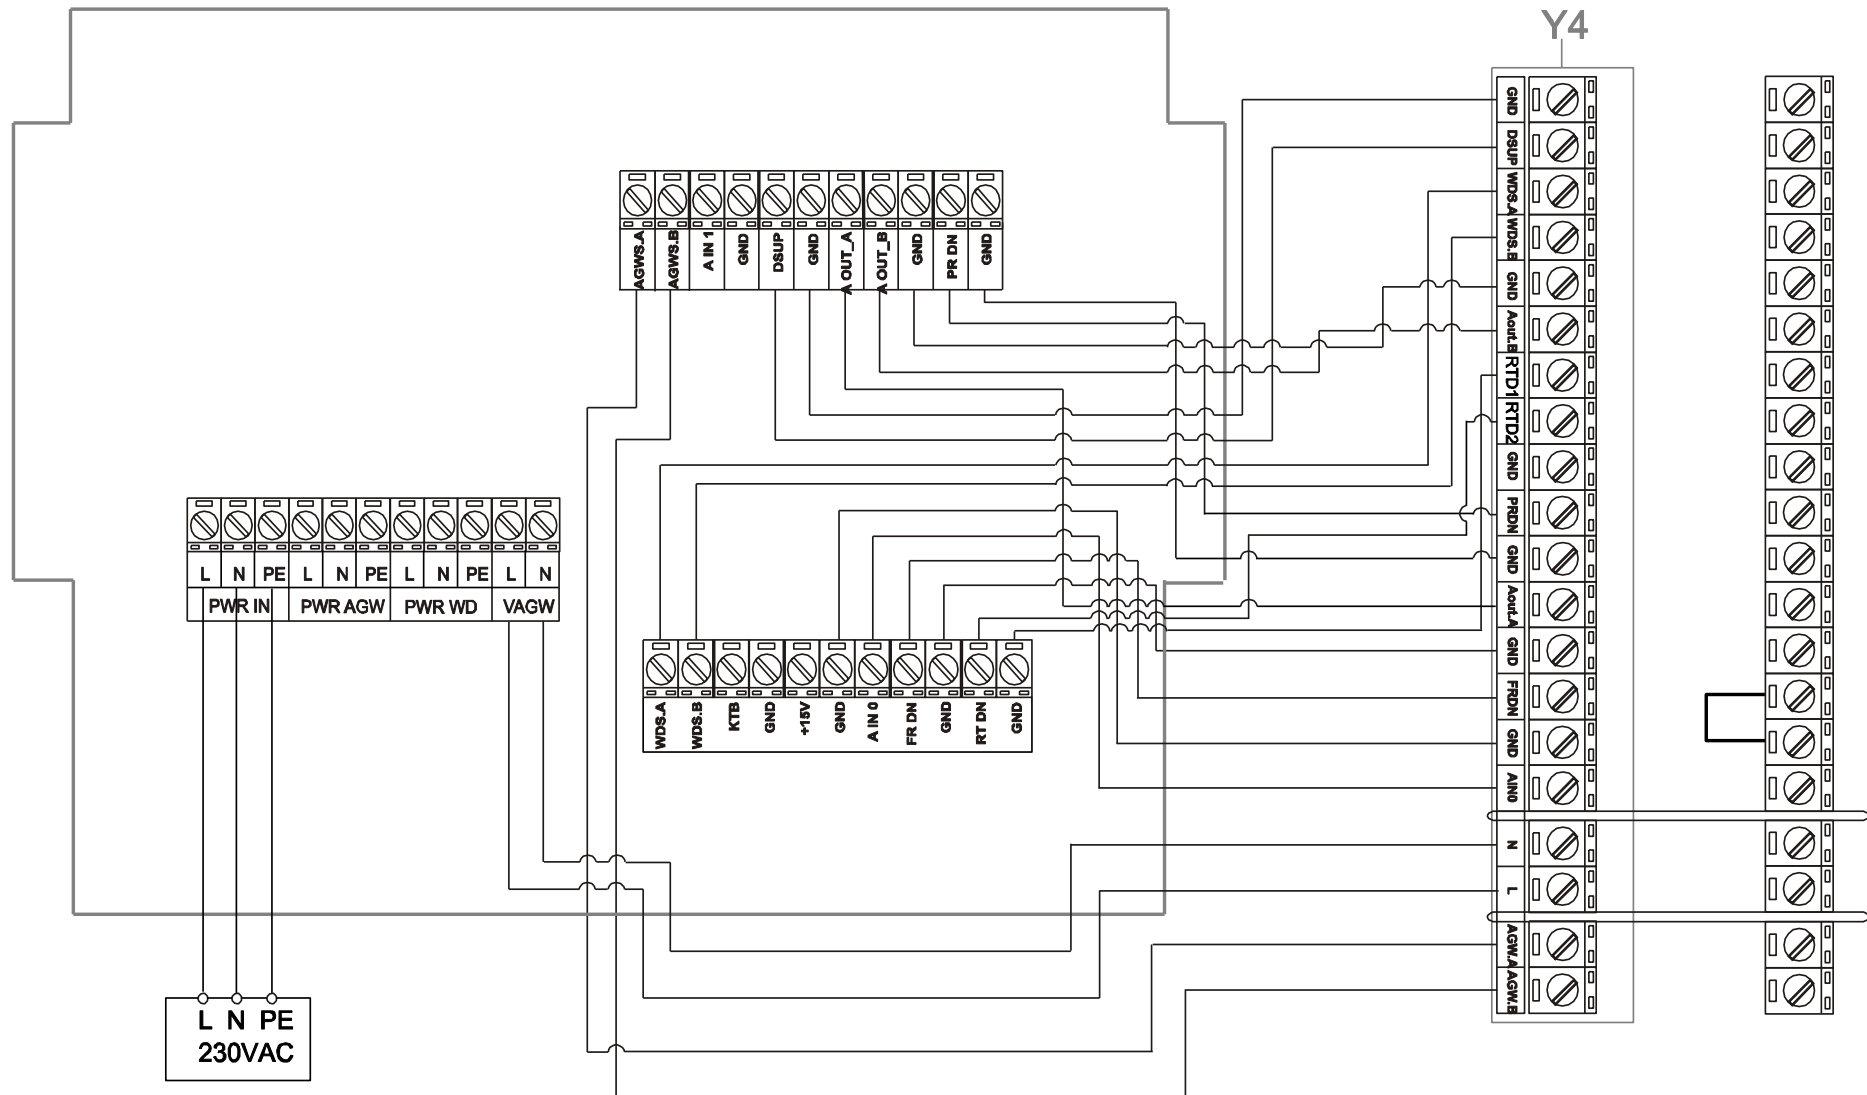 Y4
AGWS.A
AGWS.B
A IN 1
GND
DSUP
GND
A OUT_A
A OUT_B
GND
PR DN
GND
L N PE L N PE L N PE L N
PWR IN PWR AGW PWR WD VAGW
WDS.A
WDS.B
KTB
GND
+15V
GND
A IN 0
FR DN
GND
RT DN
GND
L N PE
230VAC
GND
DSUP
WDS.A
WDS.B
GND
Aout.B
RTD1
RTD2
GND
PRDN
GND
Aout.A
GND
FRDN
GND
AIN0
N
L
AGW.A
AGW.B